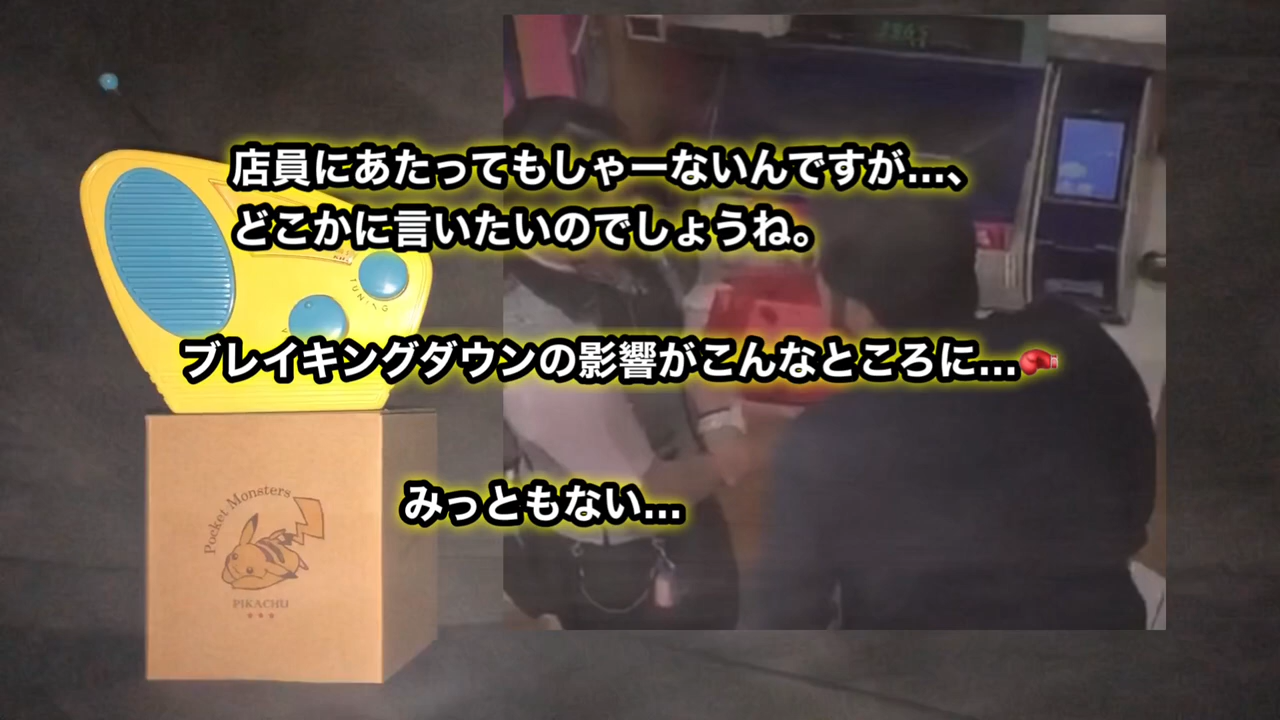 店員にあたってもしゃーないんですが...、
どこかに言いたいのでしょうね。
ブレイキングダウンの影響がこんなところに...🥊
みっともない...
TUNING
V
Pocket Monsters
PIKACHU